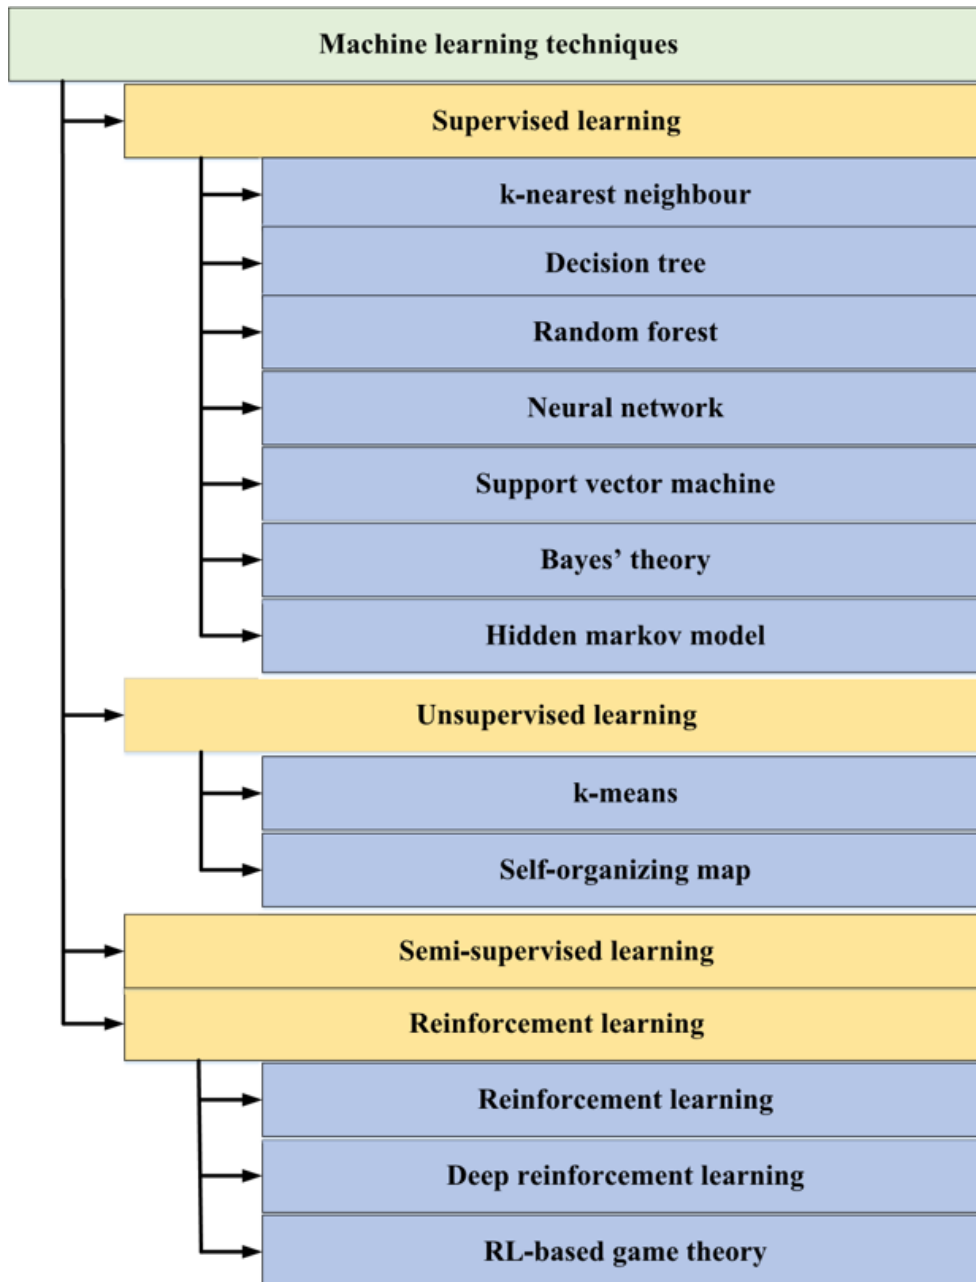 Machine learning techniques
Supervised learning
k-nearest neighbour
Decision tree
Random forest
Neural network
Support vector machine
Bayes’ theory
Hidden markov model
Unsupervised learning
k-means
Self-organizing map
Semi-supervised learning
Reinforcement learning
Reinforcement learning
Deep reinforcement learning
RL-based game theory